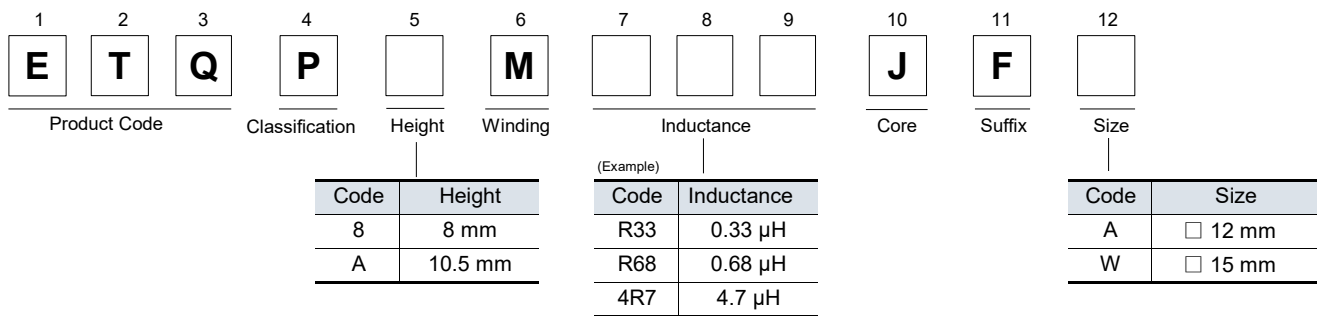 1 2 3 4 5 6 7 8 9 10 11 12
E T Q P M J F
Product Code Classification Height Winding Inductance Core Suffix Size
(Example)
Code Height Code Inductance Code Size
8 8 mm R33 0.33 µH A □ 12 mm
A 10.5 mm R68 0.68 µH W □ 15 mm
4R7 4.7 µH